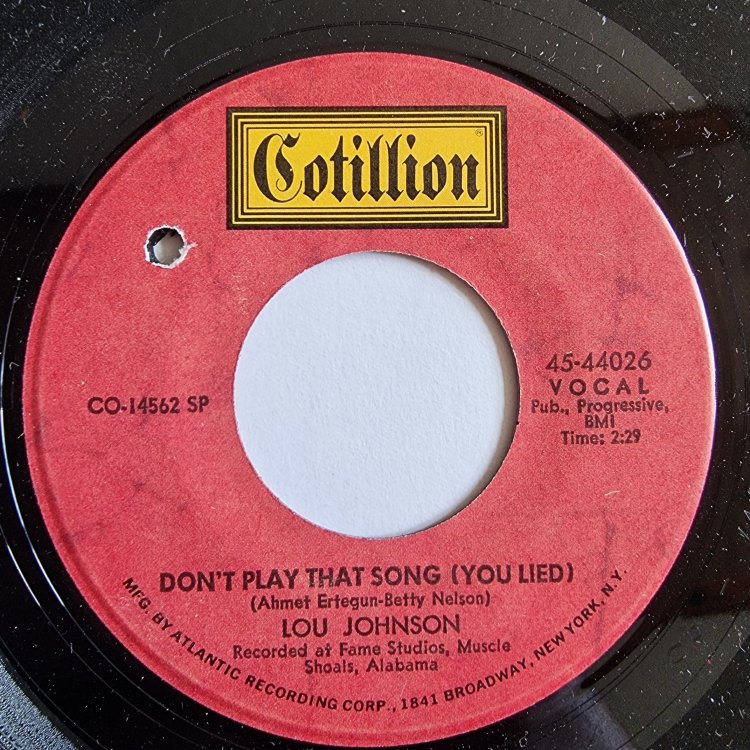 Cotillion®
CO-14562 SP
45-44026
VOCAL
Pub., Progressive,
BMI
Time: 2:29
DON'T PLAY THAT SONG (YOU LIED)
(Ahmet Ertegun-Betty Nelson)
LOU JOHNSON
Recorded at Fame Studios, Muscle
Shoals, Alabama
MFG. BY ATLANTIC RECORDING CORP., 1841 BROADWAY, NEW YORK, N.Y.